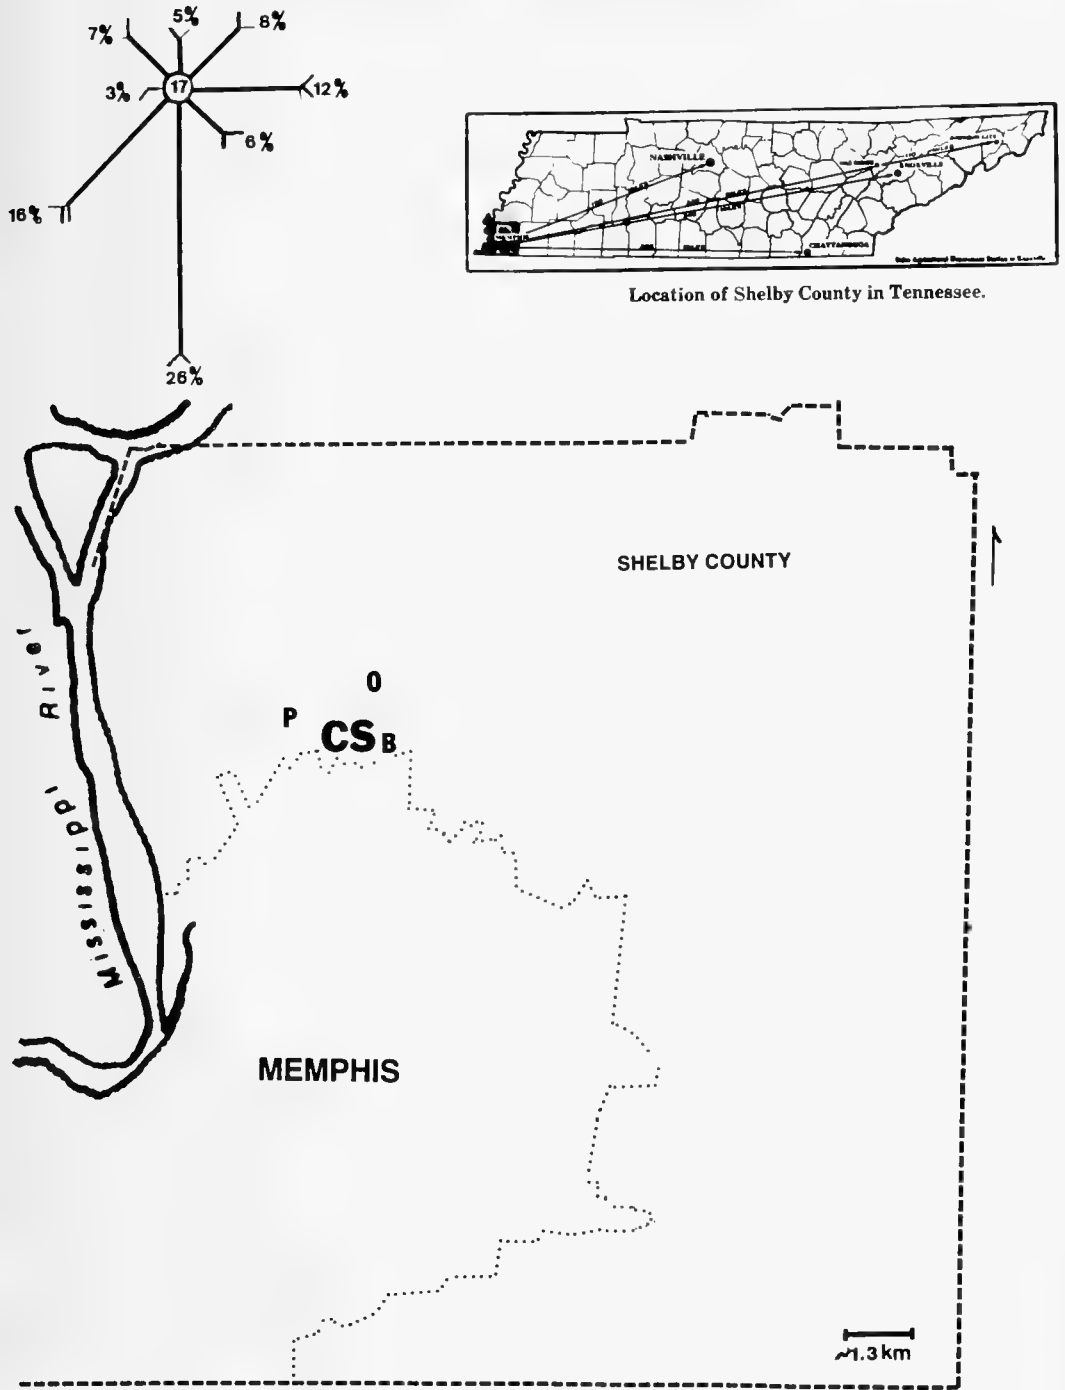 5%
7%
8%
3%
17
12%
6%
16%
26%
NASHVILLE
KNOXVILLE
CHATTANOOGA
Location of Shelby County in Tennessee.
SHELBY COUNTY
Mississippi River
O
P
CS
B
MEMPHIS
~1.3 km